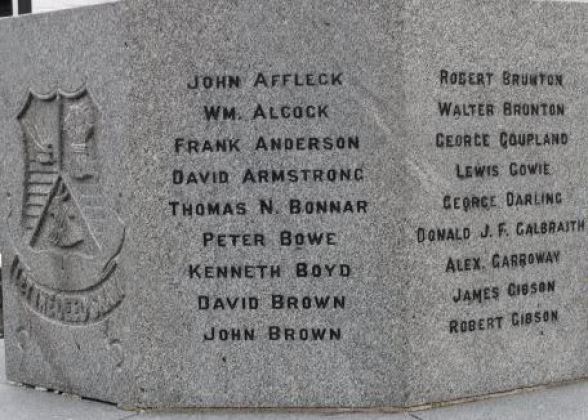 JOHN AFFLECK
WM. ALCOCK
FRANK ANDERSON
DAVID ARMSTRONG
THOMAS N. BONNAR
PETER BOWE
KENNETH BOYD
DAVID BROWN
JOHN BROWN
ROBERT BRUNTON
WALTER BRUNTON
GEORGE COUPLAND
LEWIS COWIE
GEORGE DARLING
DONALD J. F. GALBRAITH
ALEX. GARROWAY
JAMES GIBSON
ROBERT GIBSON